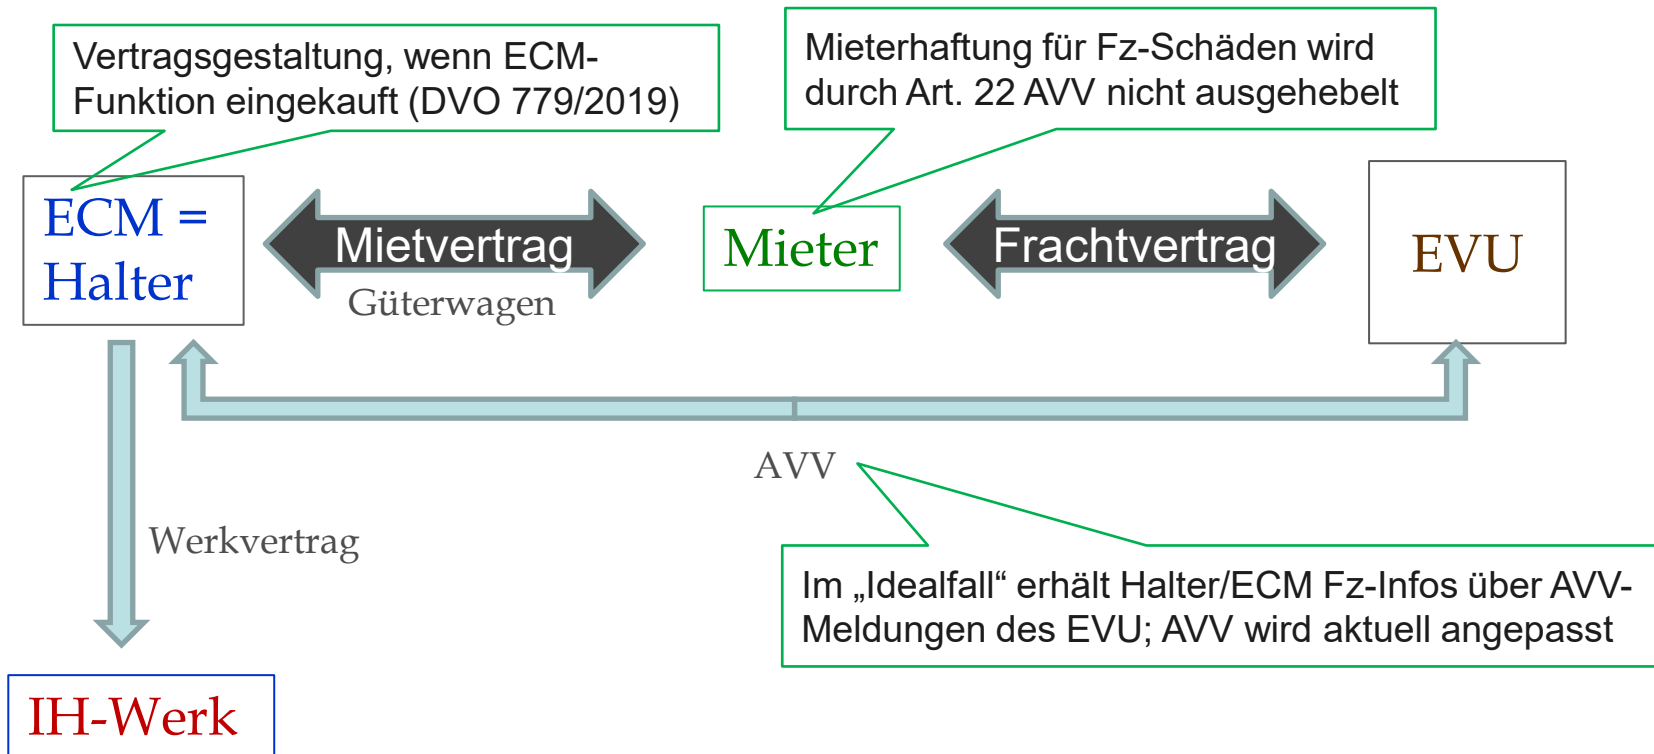 Vertragsgestaltung, wenn ECM-
Funktion eingekauft (DVO 779/2019)
Mieterhaftung für Fz-Schäden wird
durch Art. 22 AVV nicht ausgehebelt
ECM =
Halter
Mietvertrag
Güterwagen
Mieter
Frachtvertrag
EVU
AVV
Werkvertrag
Im „Idealfall“ erhält Halter/ECM Fz-Infos über AVV-
Meldungen des EVU; AVV wird aktuell angepasst
IH-Werk